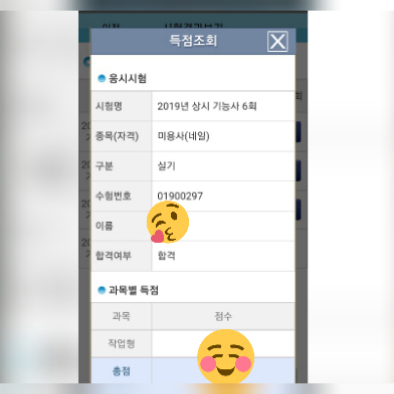 득점조회
응시시험
시험명 2019년 상시 기능사 6회
종목(자격) 미용사(네일)
구분 실기
수험번호 01900297
이름
합격여부 합격
과목별 득점
과목 점수
작업형
총점